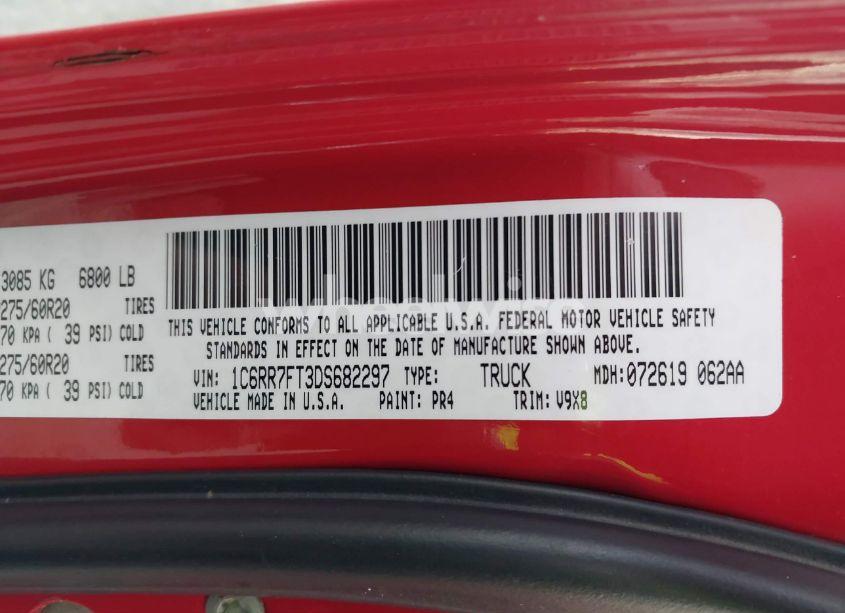 3085 KG 6800 LB
275/60R20 TIRES
70 KPA ( 39 PSI) COLD
275/60R20 TIRES
70 KPA ( 39 PSI) COLD
THIS VEHICLE CONFORMS TO ALL APPLICABLE U.S.A. FEDERAL MOTOR VEHICLE SAFETY
STANDARDS IN EFFECT ON THE DATE OF MANUFACTURE SHOWN ABOVE.
VIN: 1C6RR7FT3DS682297 TYPE: TRUCK MDH:072619 062AA
VEHICLE MADE IN U.S.A. PAINT: PR4 TRIM: V9X8